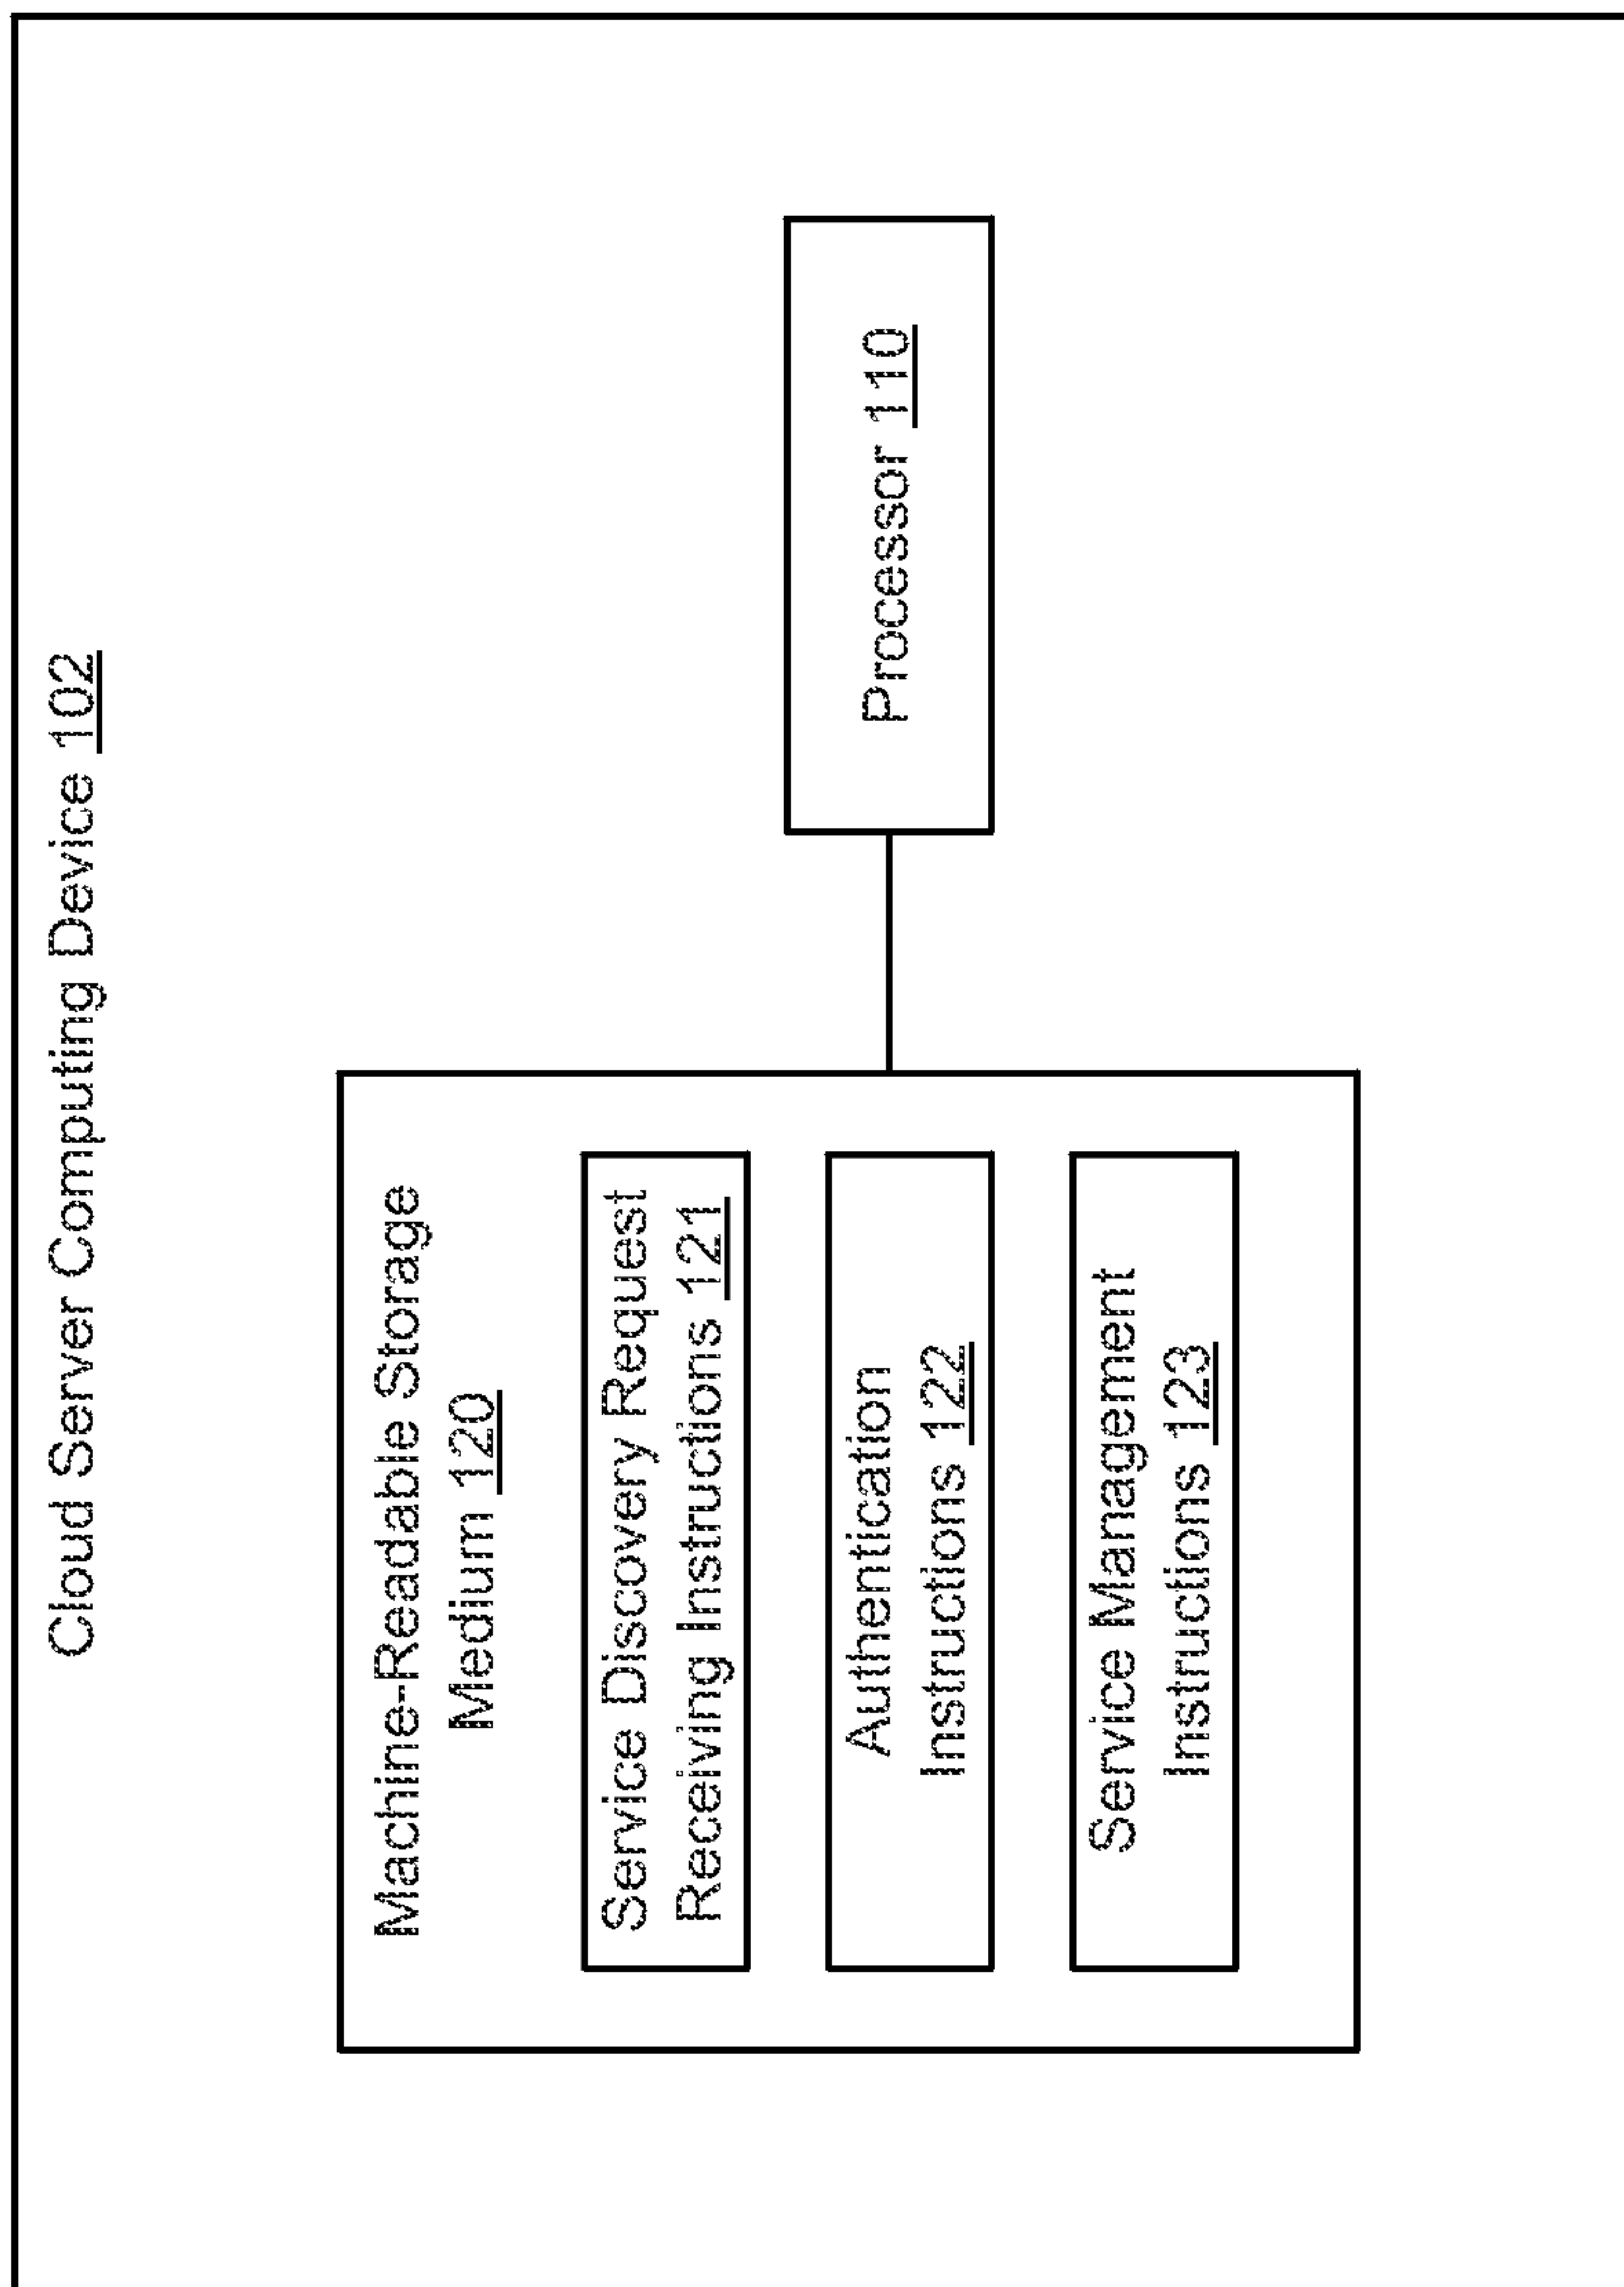 Cloud Server Computing Device 102
Machine-Readable Storage
Medium 120
Service Discovery Request
Receiving Instructions 121
Authentication
Instructions 122
Service Management
Instructions 123
Processor 110